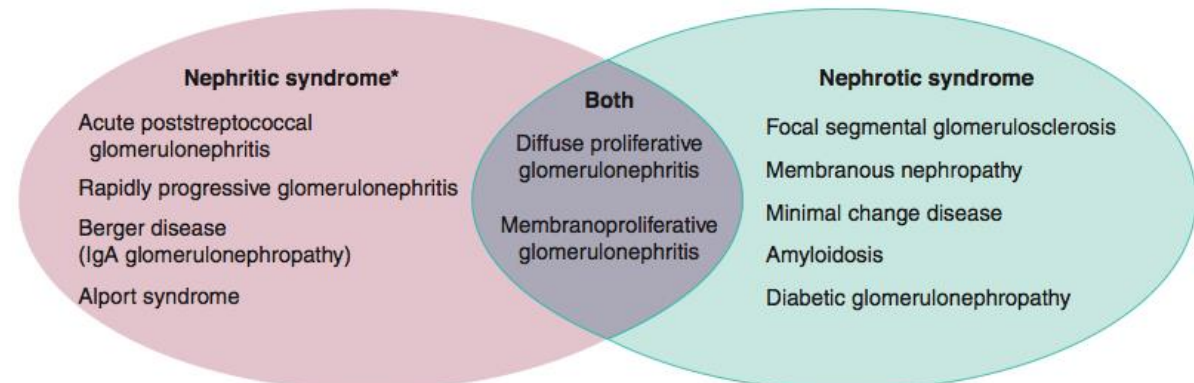 Nephritic syndrome*
Acute poststreptococcal
glomerulonephritis
Rapidly progressive glomerulonephritis
Berger disease
(IgA glomerulonephropathy)
Alport syndrome
Both
Diffuse proliferative
glomerulonephritis
Membranoproliferative
glomerulonephritis
Nephrotic syndrome
Focal segmental glomerulosclerosis
Membranous nephropathy
Minimal change disease
Amyloidosis
Diabetic glomerulonephropathy